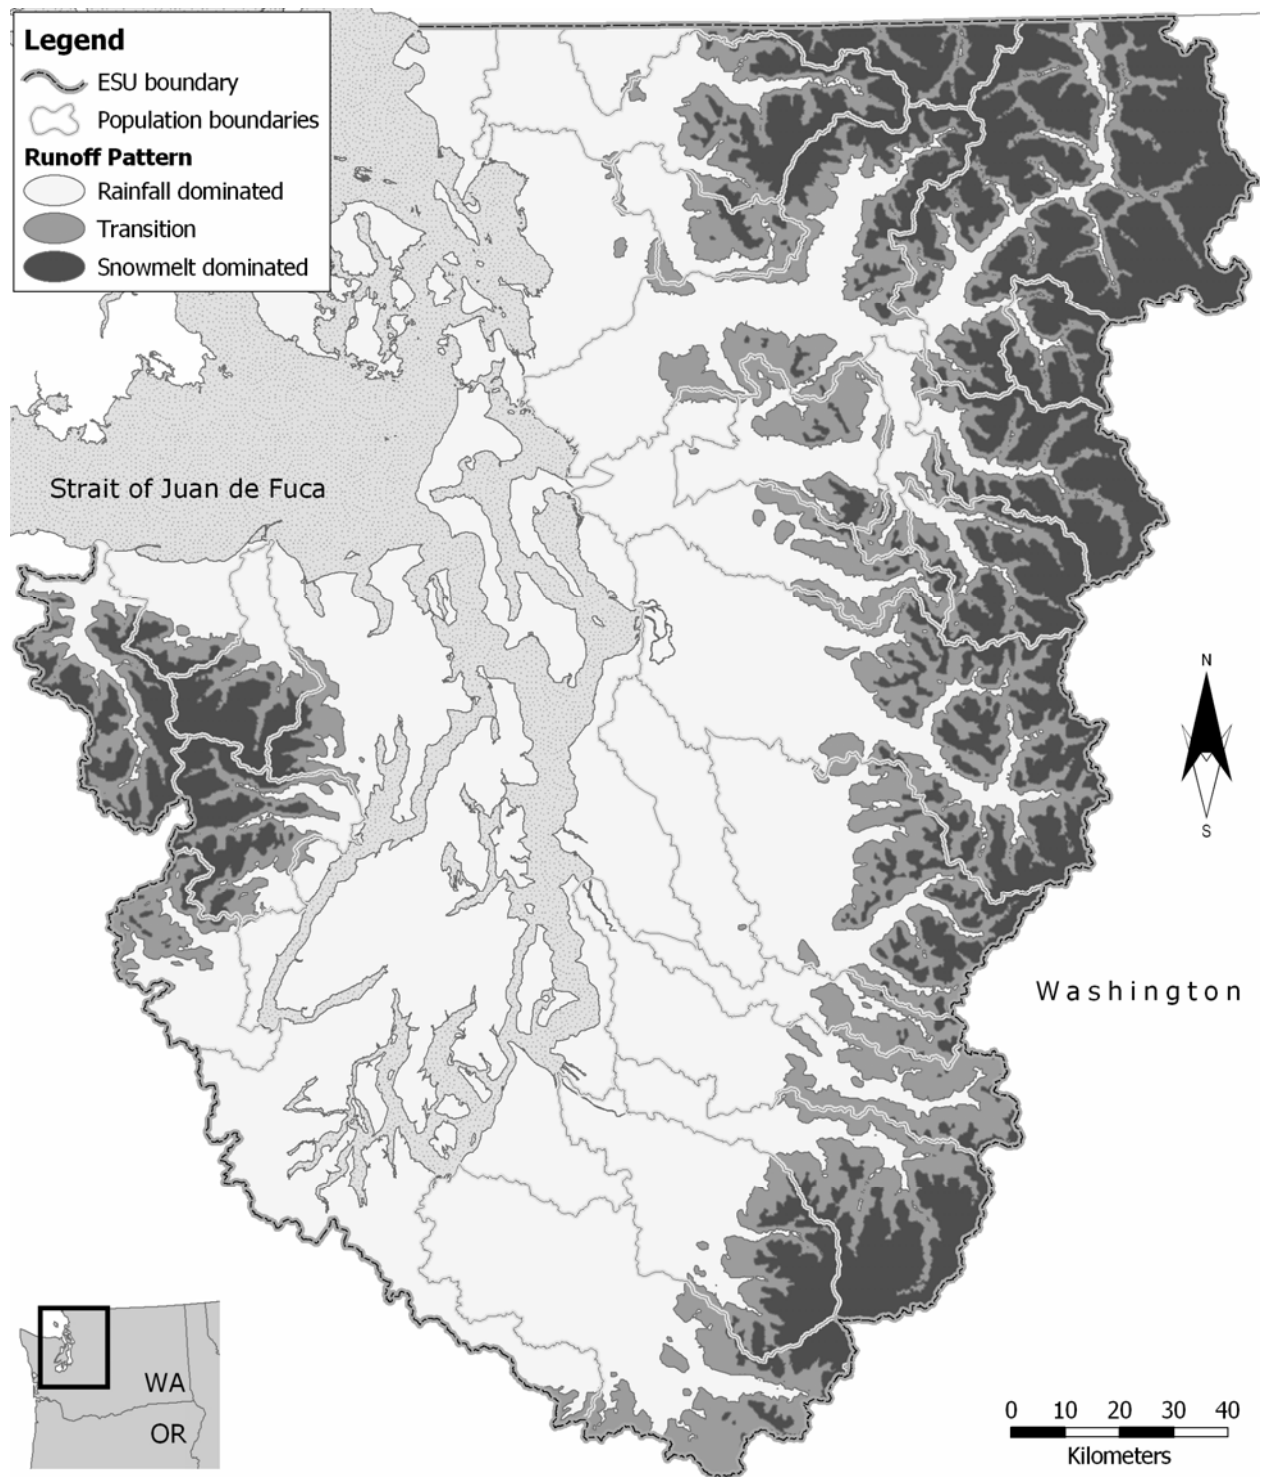 Legend
ESU boundary
Population boundaries
Runoff Pattern
Rainfall dominated
Transition
Snowmelt dominated
Strait of Juan de Fuca
N
S
Washington
WA
OR
0 10 20 30 40
Kilometers